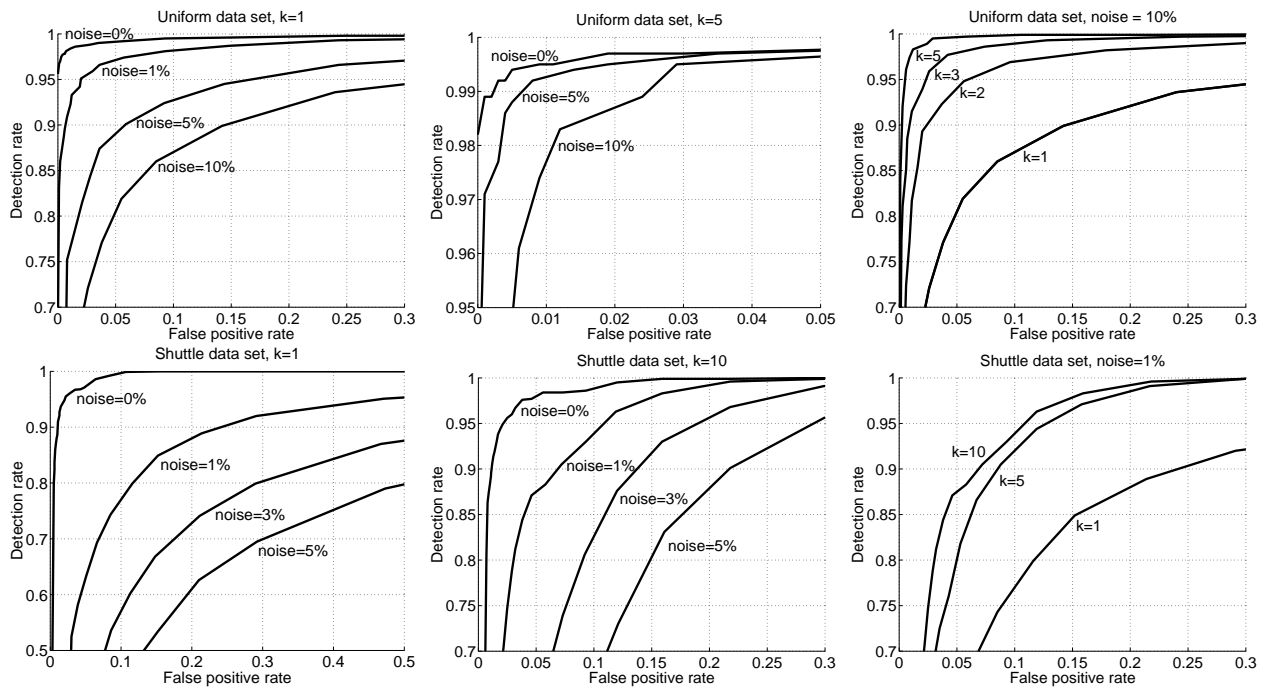 Uniform data set, k=1
1
0.95
0.9
0.85
0.8
0.75
0.7
Detection rate
noise=0%
noise=1%
noise=5%
noise=10%
0 0.05 0.1 0.15 0.2 0.25 0.3
False positive rate
Uniform data set, k=5
1
0.99
0.98
0.97
0.96
0.95
Detection rate
noise=0%
noise=5%
noise=10%
0 0.01 0.02 0.03 0.04 0.05
False positive rate
Uniform data set, noise = 10%
1
0.95
0.9
0.85
0.8
0.75
0.7
Detection rate
k=5
k=3
k=2
k=1
0 0.05 0.1 0.15 0.2 0.25 0.3
False positive rate
Shuttle data set, k=1
1
0.9
0.8
0.7
0.6
0.5
Detection rate
noise=0%
noise=1%
noise=3%
noise=5%
0 0.1 0.2 0.3 0.4 0.5
False positive rate
Shuttle data set, k=10
1
0.95
0.9
0.85
0.8
0.75
0.7
Detection rate
noise=0%
noise=1%
noise=3%
noise=5%
0 0.05 0.1 0.15 0.2 0.25 0.3
False positive rate
Shuttle data set, noise=1%
1
0.95
0.9
0.85
0.8
0.75
0.7
Detection rate
k=10
k=5
k=1
0 0.05 0.1 0.15 0.2 0.25 0.3
False positive rate